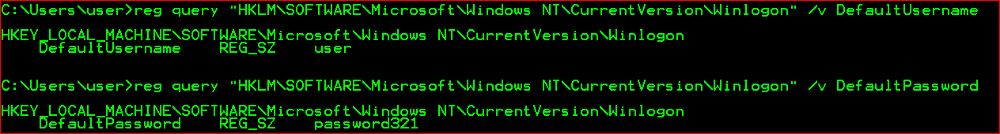 C:\Users\user>reg query "HKLM\SOFTWARE\Microsoft\Windows NT\CurrentVersion\Winlogon" /v DefaultUsername
HKEY_LOCAL_MACHINE\SOFTWARE\Microsoft\Windows NT\CurrentVersion\Winlogon
    DefaultUsername    REG_SZ    user
C:\Users\user>reg query "HKLM\SOFTWARE\Microsoft\Windows NT\CurrentVersion\Winlogon" /v DefaultPassword
HKEY_LOCAL_MACHINE\SOFTWARE\Microsoft\Windows NT\CurrentVersion\Winlogon
    DefaultPassword    REG_SZ    password321